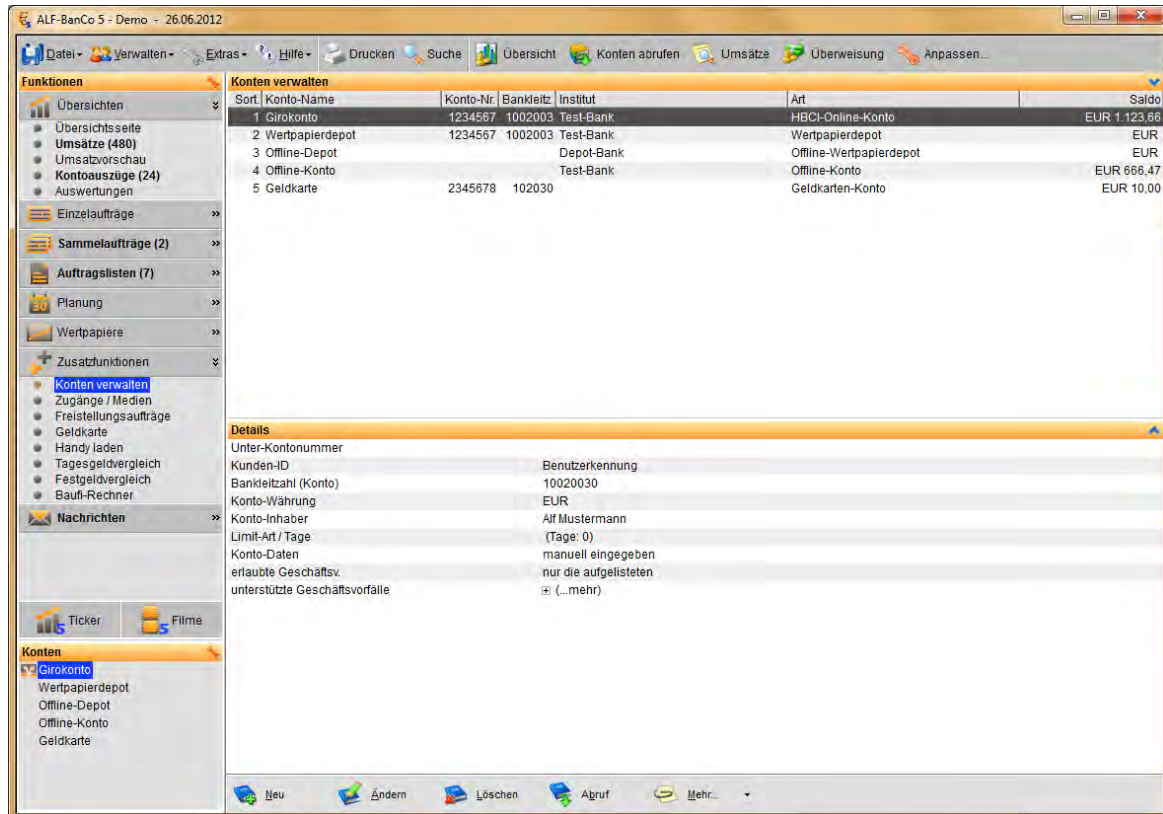 ALF-BanCo 5 - Demo - 26.06.2012
Datei Verwalten Extras Hilfe Drucken Suche Übersicht Konten abrufen Umsätze Überweisung Anpassen...
Funktionen
Übersichten
Übersichtsseite
Umsätze (480)
Umsatzvorschau
Kontoauszüge (24)
Auswertungen
Einzelaufträge
Sammelaufträge (2)
Auftragslisten (7)
Planung
Wertpapiere
Zusatzfunktionen
Konten verwalten
Zugänge / Medien
Freistellungsaufträge
Geldkarte
Handy laden
Tagesgeldvergleich
Festgeldvergleich
Baufi-Rechner
Nachrichten
Ticker Filme
Konten
Girokonto
Wertpapierdepot
Offline-Depot
Offline-Konto
Geldkarte
Konten verwalten
Sort. Konto-Name Konto-Nr. Bankleitz Institut Art Saldo
1 Girokonto 1234567 1002003 Test-Bank HBCI-Online-Konto EUR 1.123,66
2 Wertpapierdepot 1234567 1002003 Test-Bank Wertpapierdepot EUR
3 Offline-Depot Depot-Bank Offline-Wertpapierdepot EUR
4 Offline-Konto Test-Bank Offline-Konto EUR 666,47
5 Geldkarte 2345678 102030 Geldkarten-Konto EUR 10,00
Details
Unter-Kontonummer
Kunden-ID Benutzerkennung
Bankleitzahl (Konto) 10020030
Konto-Währung EUR
Konto-Inhaber Alf Mustermann
Limit-Art / Tage (Tage: 0)
Konto-Daten manuell eingegeben
erlaubte Geschäftsv. nur die aufgelisteten
unterstützte Geschäftsvorfälle (...mehr)
Neu Ändern Löschen Abruf Mehr...